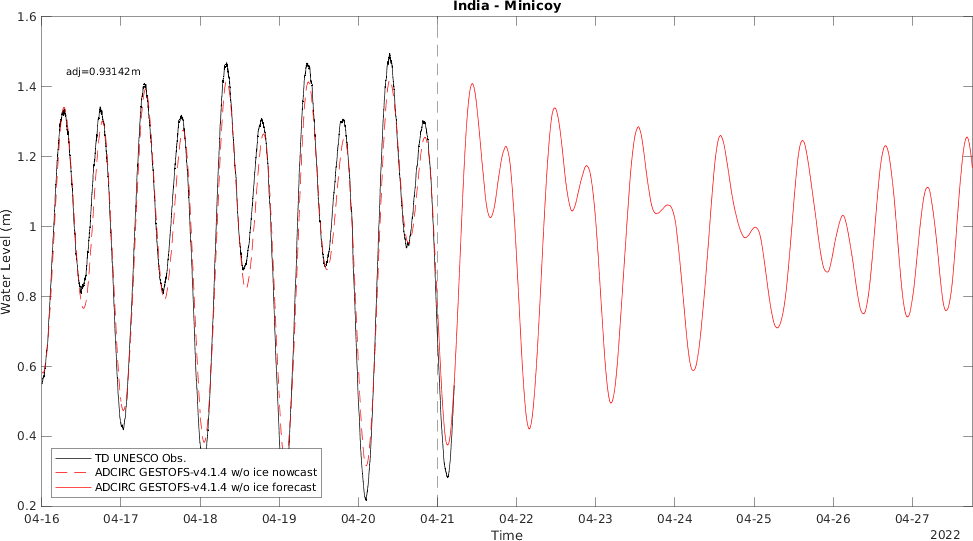 India - Minicoy
1.6
1.4
1.2
1
0.8
0.6
0.4
0.2
Water Level (m)
adj=0.93142m
TD UNESCO Obs.
ADCIRC GESTOFS-v4.1.4 w/o ice nowcast
ADCIRC GESTOFS-v4.1.4 w/o ice forecast
04-16 04-17 04-18 04-19 04-20 04-21 04-22 04-23 04-24 04-25 04-26 04-27
Time
2022